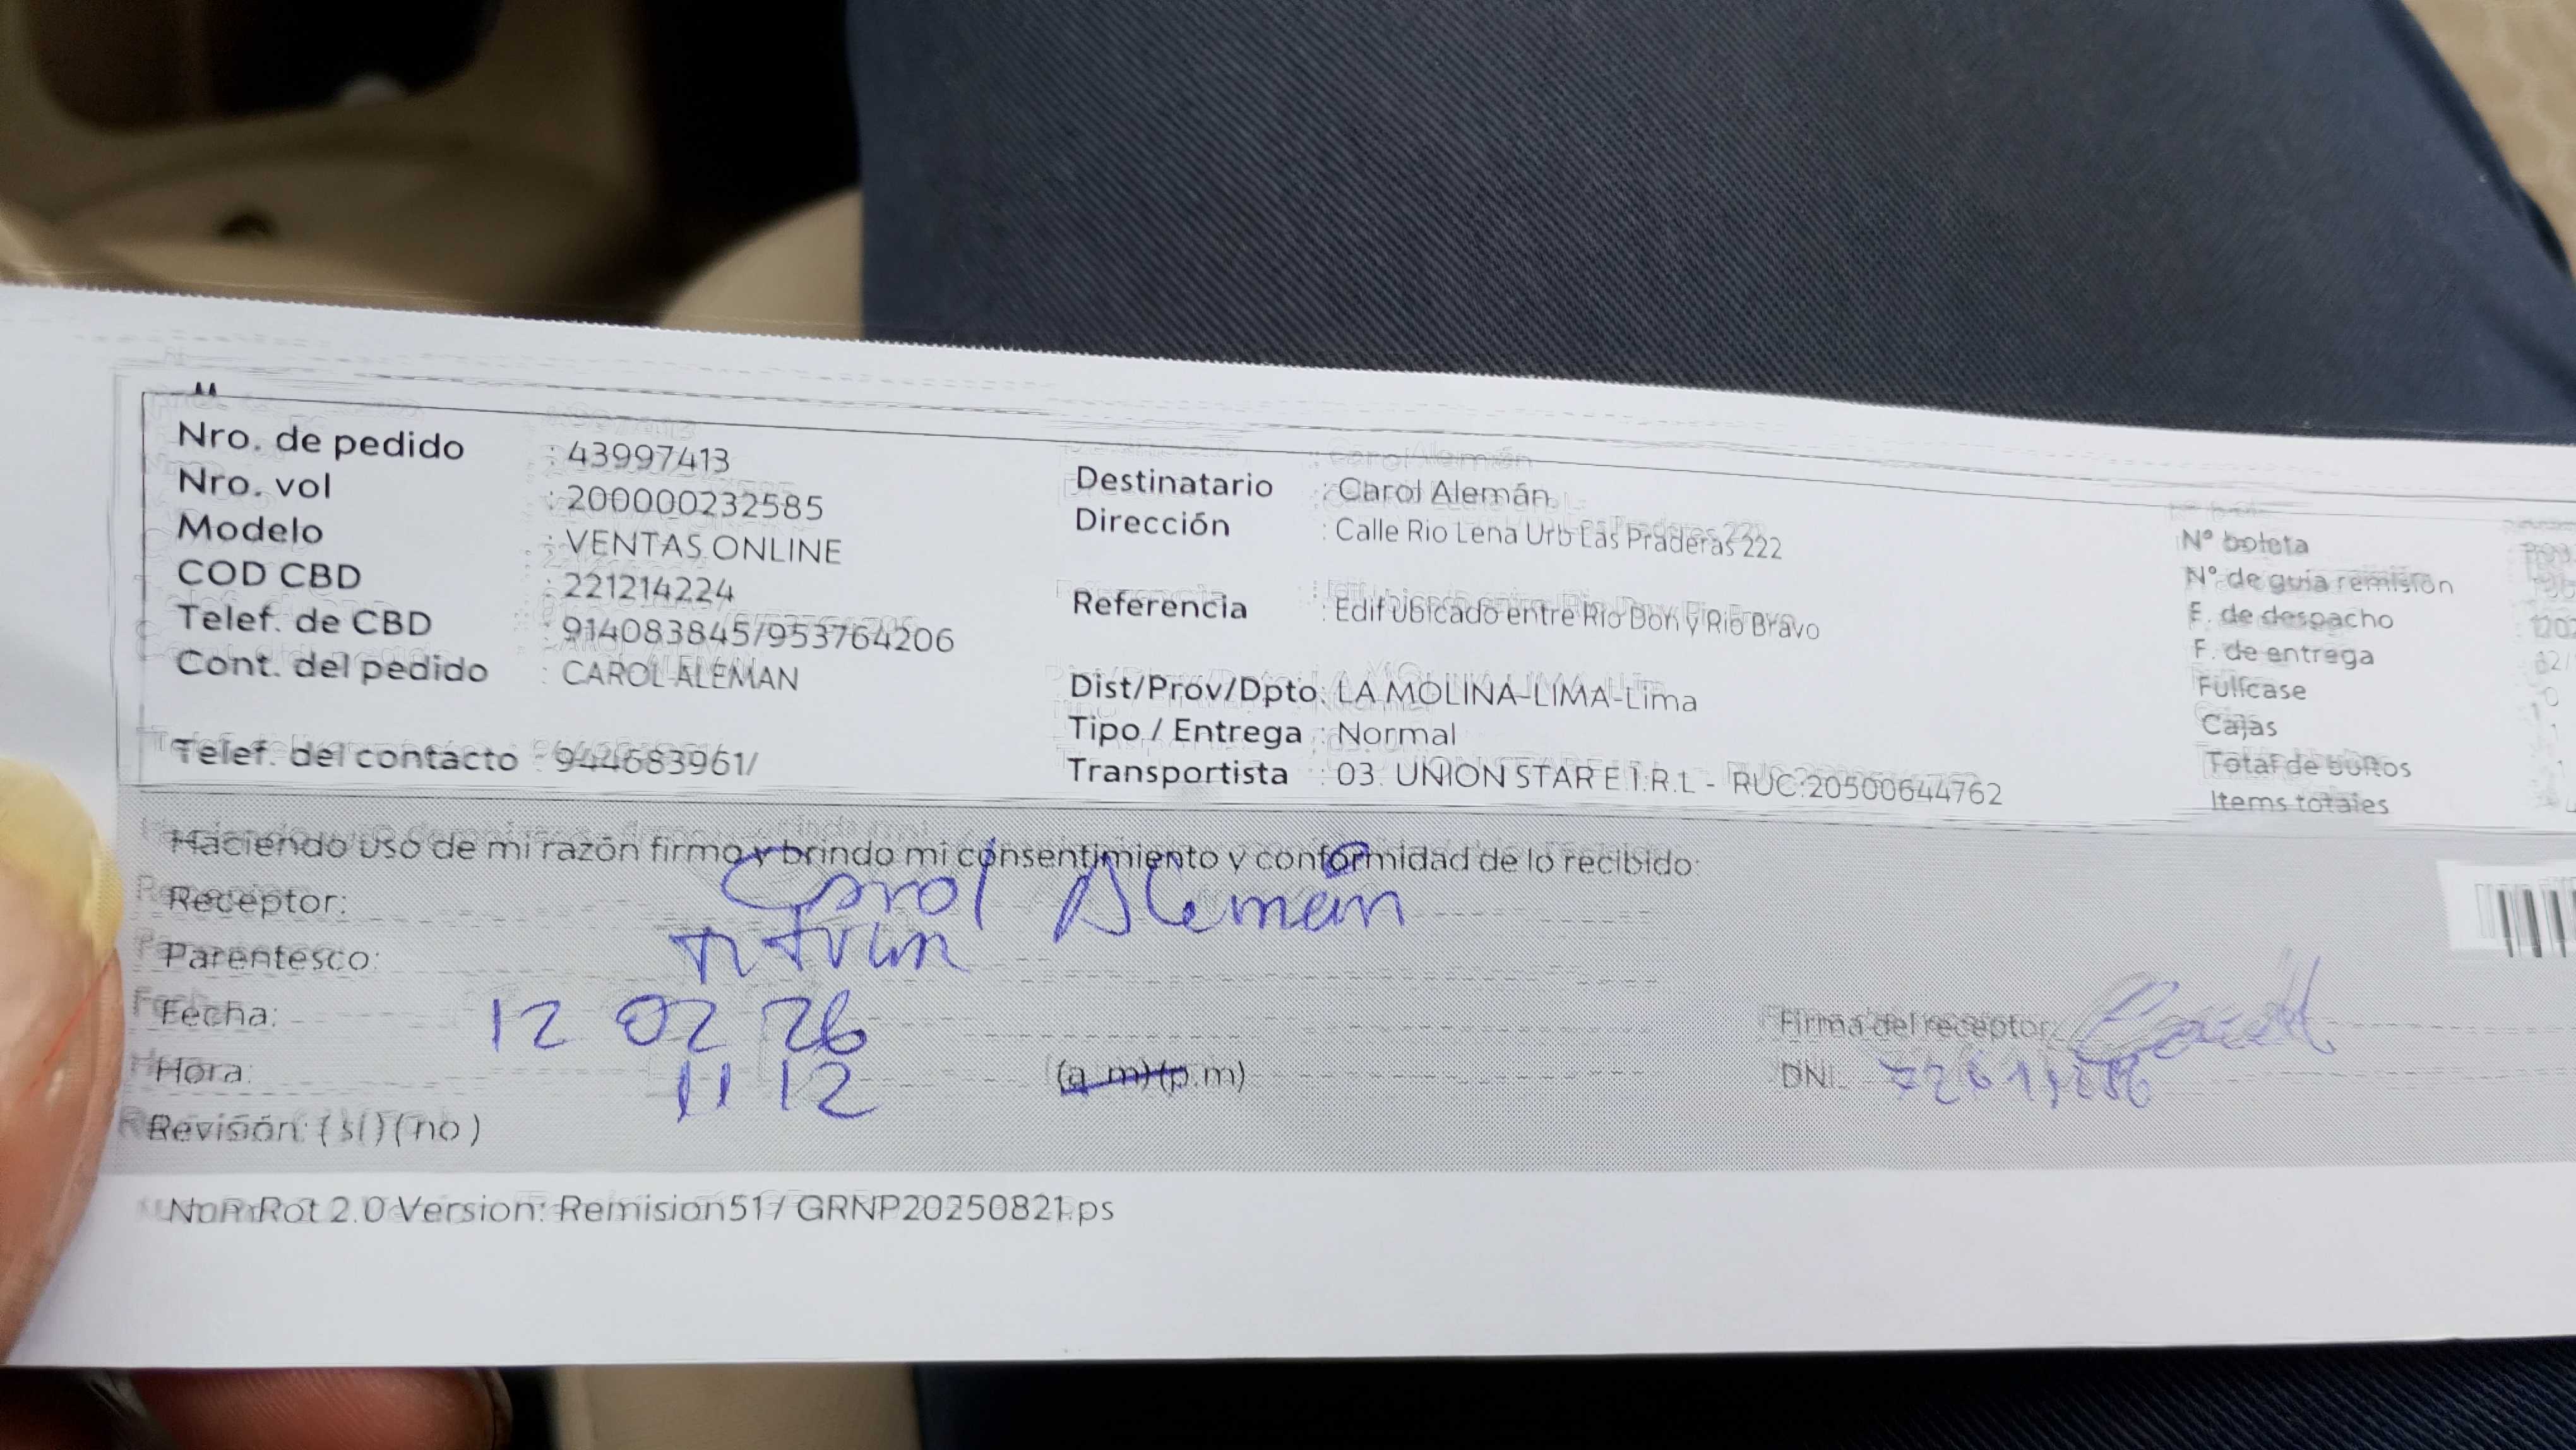 Nro. de pedido : 43997413
Nro. vol : 200000232585
Modelo : VENTAS ONLINE
COD CBD : 221214224
Telef. de CBD : 914083845/953764206
Cont. del pedido : CAROL ALEMAN
Telef. del contacto : 944683961/
Destinatario : Carol Alemán
Dirección : Calle Rio Lena Urb Las Praderas 222
Referencia : Edif Ubicado entre Rio Don y Rio Bravo
Dist/Prov/Dpto : LA MOLINA-LIMA-Lima
Tipo / Entrega : Normal
Transportista : 03. UNION STAR E.I.R.L - RUC:20500644762
N° boleta
N° de guia remisión
F. de despacho
F. de entrega
Fullcase
Cajas
Total de bultos
Items totales
Haciendo uso de mi razón firmo y brindo mi consentimiento y conformidad de lo recibido:
Receptor: Carol Alemán
Parentesco:
Fecha: 12 02 26
Hora: 11 12 (a.m)(p.m)
Revisión: (si)(no)
Firma del receptor:
DNI:
Version: Remision51/ GRNP20250821.ps